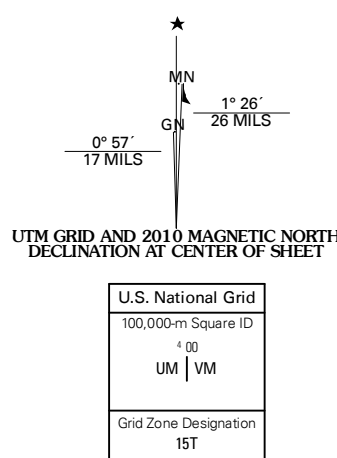 ★
MN
1° 26´
26 MILS
GN
0° 57´
17 MILS
UTM GRID AND 2010 MAGNETIC NORTH
DECLINATION AT CENTER OF SHEET
U.S. National Grid
100,000-m Square ID
4 00
UM VM
Grid Zone Designation
15T